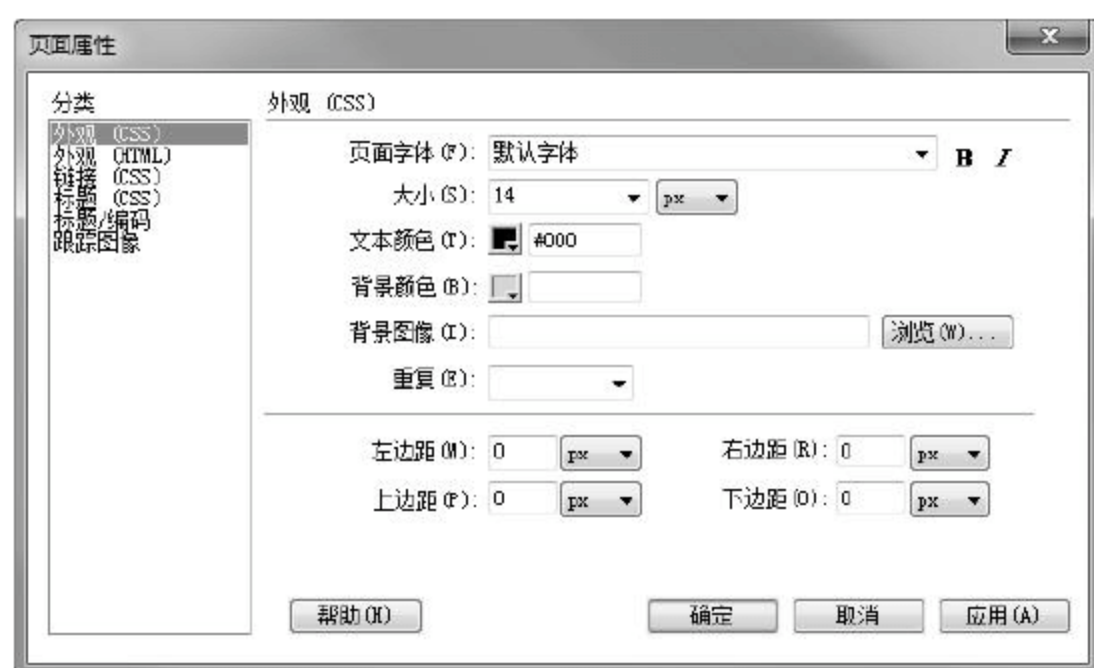 页面属性
分类
外观 (CSS)
外观 (HTML)
链接 (CSS)
标题 (CSS)
标题/编码
跟踪图像
外观 (CSS)
页面字体(F): 默认字体 B I
大小(S): 14 px
文本颜色(T): #000
背景颜色(B):
背景图像(I): 浏览(W)...
重复(E):
左边距(M): 0 px 右边距(R): 0 px
上边距(P): 0 px 下边距(O): 0 px
帮助(H) 确定 取消 应用(A)